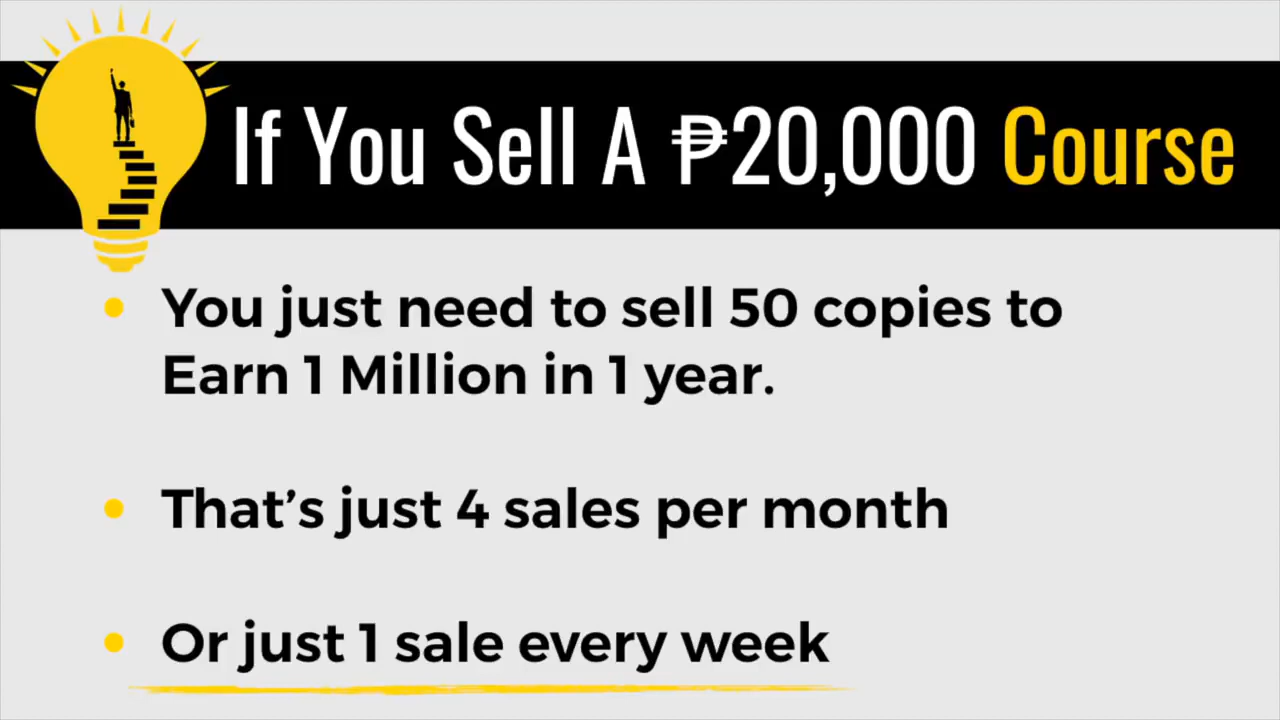 If You Sell A ₱20,000 Course
• You just need to sell 50 copies to
Earn 1 Million in 1 year.
• That's just 4 sales per month
• Or just 1 sale every week